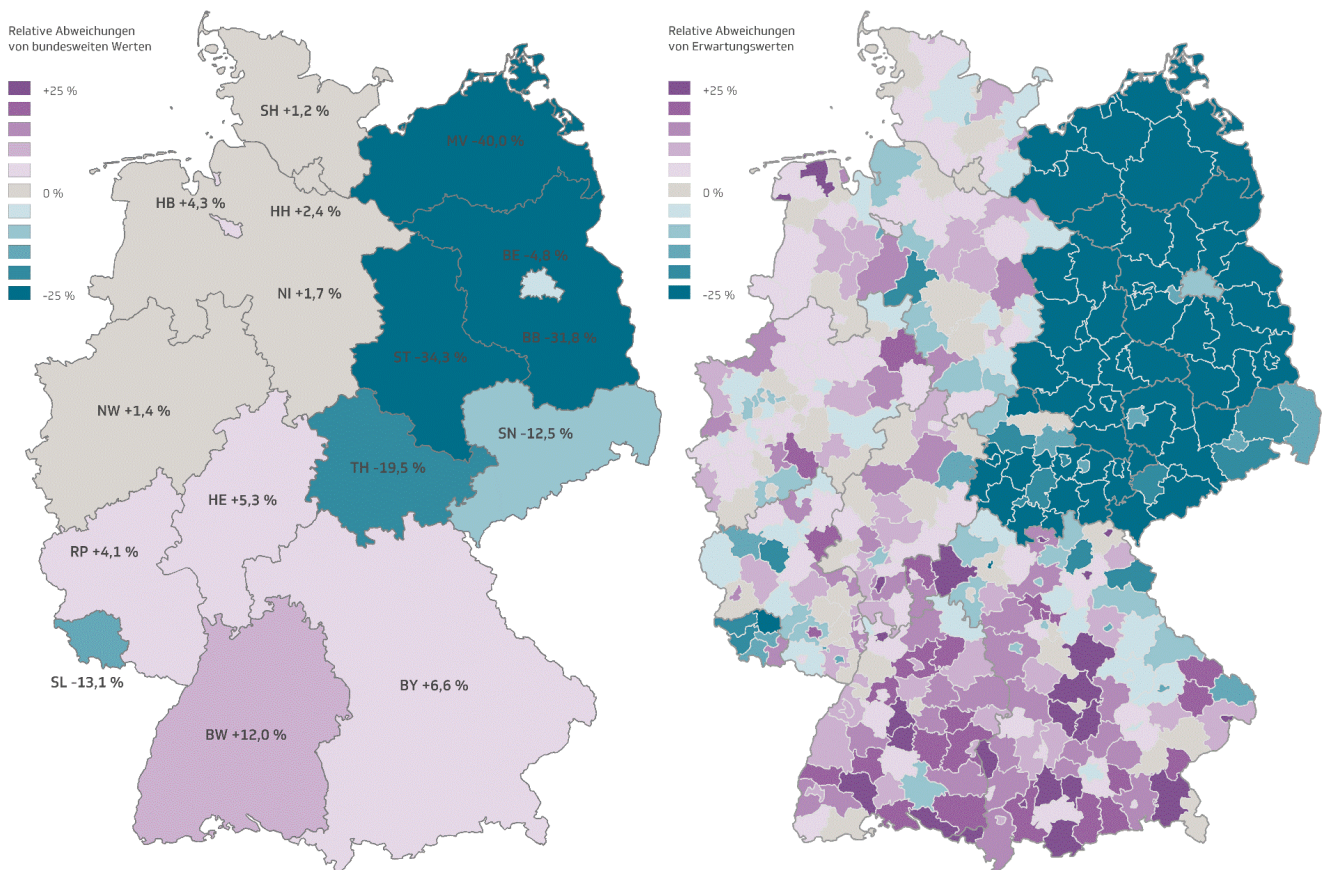 Relative Abweichungen
von bundesweiten Werten
+25 %
0 %
-25 %
SH +1,2 %
MV -40,0 %
HB +4,3 %
HH +2,4 %
BE -4,8 %
NI +1,7 %
BB -31,8 %
ST -34,3 %
NW +1,4 %
SN -12,5 %
TH -19,5 %
HE +5,3 %
RP +4,1 %
SL -13,1 %
BY +6,6 %
BW +12,0 %
Relative Abweichungen
von Erwartungswerten
+25 %
0 %
-25 %